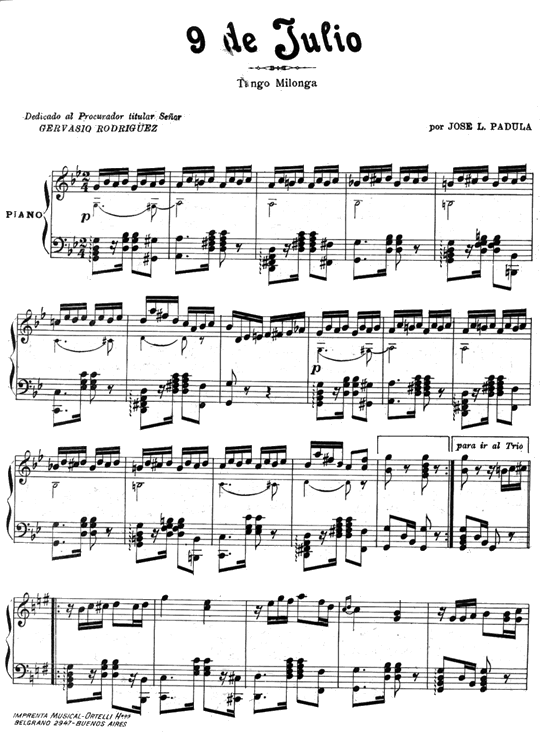 9 de Julio
Tango Milonga
Dedicado al Procurador titular Señor
GERVASIO RODRIGUEZ
por JOSE L. PADULA
PIANO
p
p
para ir al Trío
IMPRENTA MUSICAL-ORTELLI Hnos
BELGRANO 2947-BUENOS AIRES